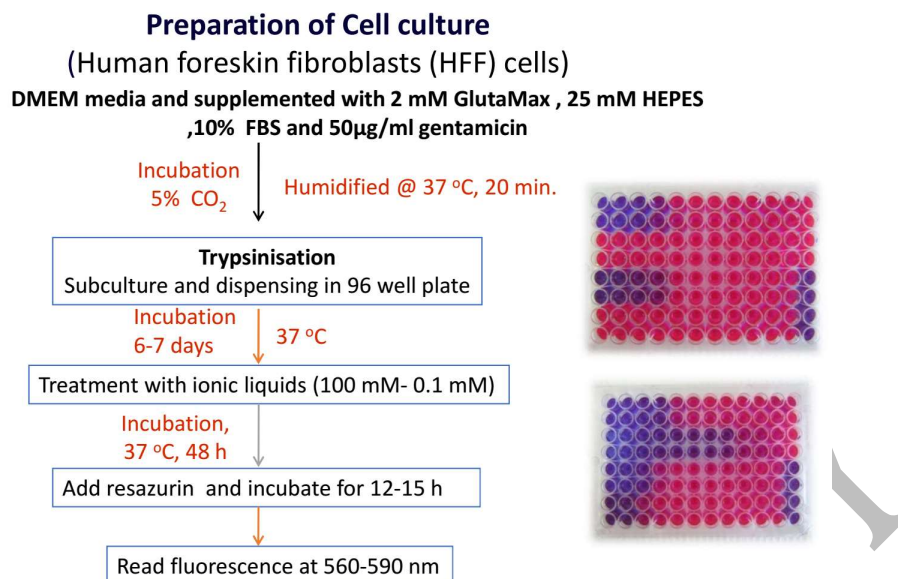 Preparation of Cell culture
(Human foreskin fibroblasts (HFF) cells)
DMEM media and supplemented with 2 mM GlutaMax , 25 mM HEPES
,10% FBS and 50µg/ml gentamicin
Incubation
5% CO₂
Humidified @ 37 ᵒC, 20 min.
Trypsinisation
Subculture and dispensing in 96 well plate
Incubation
6-7 days
37 ᵒC
Treatment with ionic liquids (100 mM- 0.1 mM)
Incubation,
37 ᵒC, 48 h
Add resazurin and incubate for 12-15 h
Read fluorescence at 560-590 nm